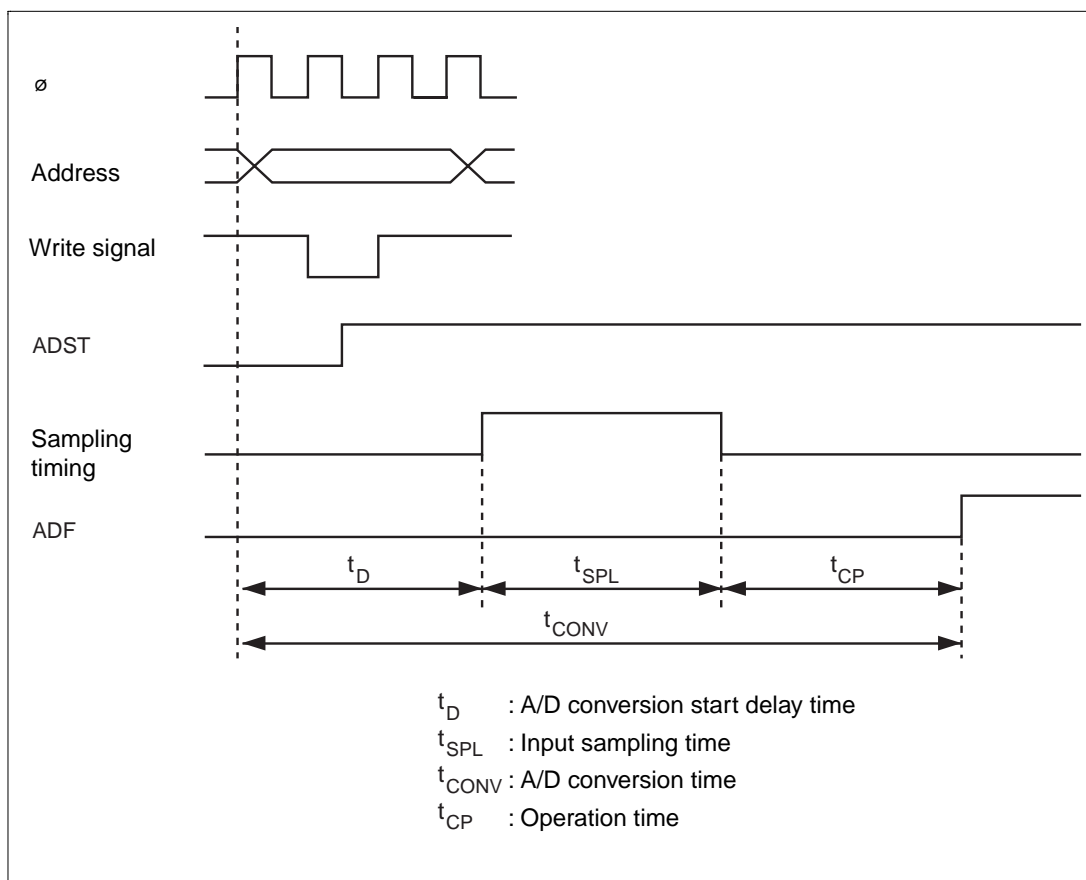 ø
Address
Write signal
ADST
Sampling
timing
ADF
tD
tSPL
tCP
tCONV
tD : A/D conversion start delay time
tSPL : Input sampling time
tCONV : A/D conversion time
tCP : Operation time